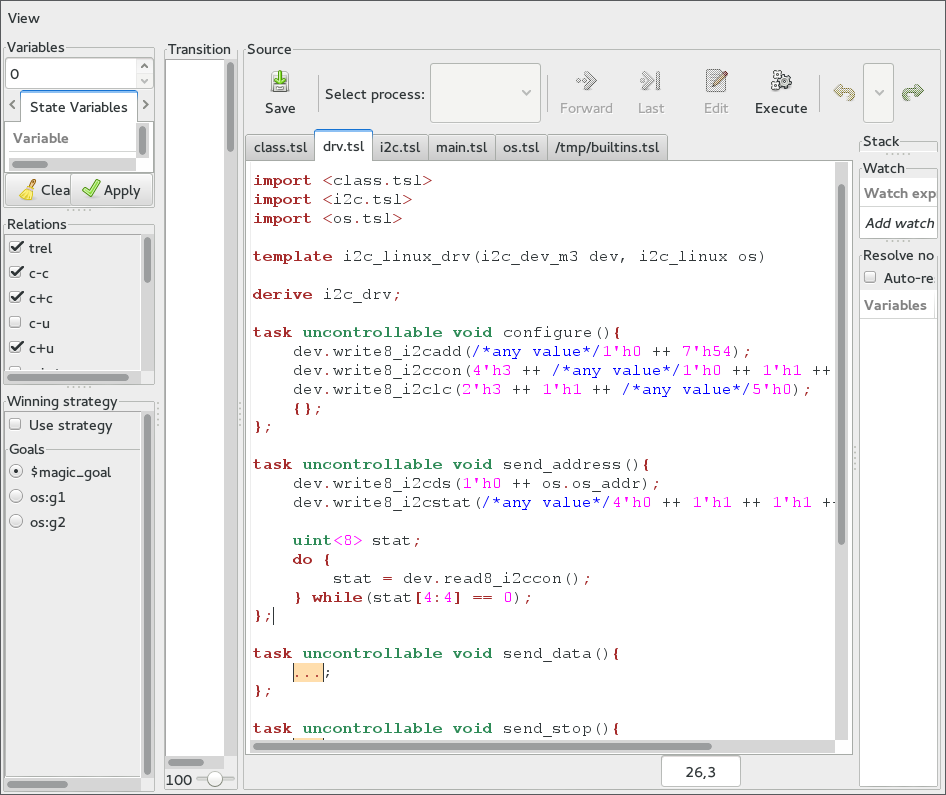 View
Variables
0
State Variables
Variable
Clea
Apply
Relations
trel
c-c
c+c
c-u
c+u
Winning strategy
Use strategy
Goals
$magic_goal
os:g1
os:g2
Transition
100
Source
Save
Select process:
Forward
Last
Edit
Execute
class.tsl
drv.tsl
i2c.tsl
main.tsl
os.tsl
/tmp/builtins.tsl
import <class.tsl>
import <i2c.tsl>
import <os.tsl>
template i2c_linux_drv(i2c_dev_m3 dev, i2c_linux os)
derive i2c_drv;
task uncontrollable void configure(){
dev.write8_i2cadd(/*any value*/1'h0 ++ 7'h54);
dev.write8_i2ccon(4'h3 ++ /*any value*/1'h0 ++ 1'h1 ++
dev.write8_i2clc(2'h3 ++ 1'h1 ++ /*any value*/5'h0);
{};
};
task uncontrollable void send_address(){
dev.write8_i2cds(1'h0 ++ os.os_addr);
dev.write8_i2cstat(/*any value*/4'h0 ++ 1'h1 ++ 1'h1 ++
uint<8> stat;
do {
stat = dev.read8_i2ccon();
} while(stat[4:4] == 0);
};
task uncontrollable void send_data(){
...;
};
task uncontrollable void send_stop(){
26,3
Stack
Watch
Watch exp
Add watch
Resolve no
Auto-re
Variables